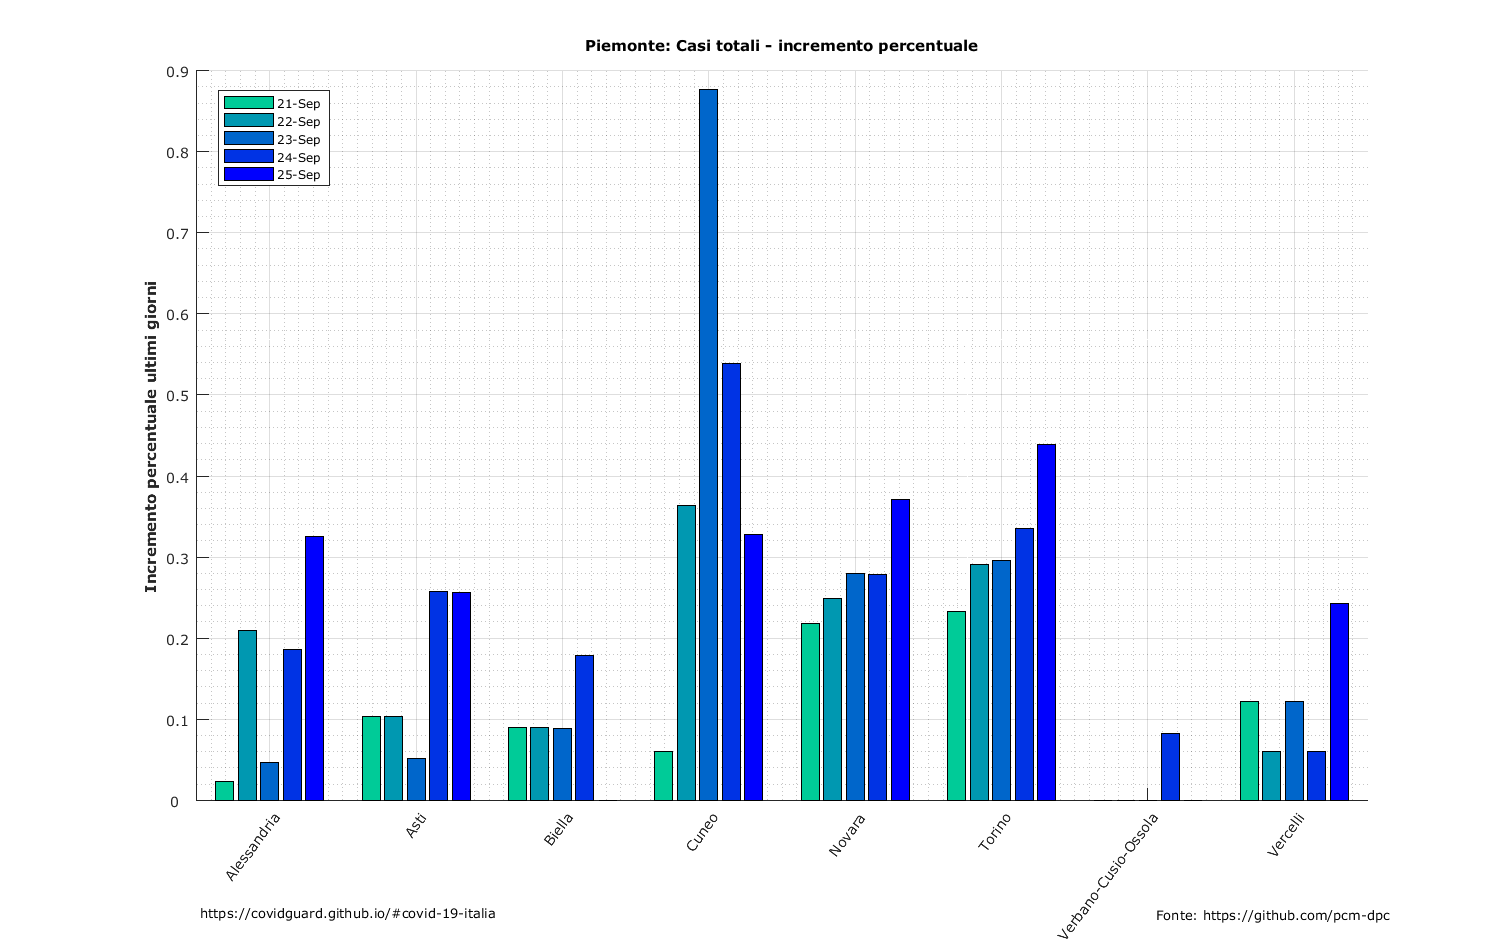 Piemonte: Casi totali - incremento percentuale
0.9
0.8
0.7
0.6
0.5
0.4
0.3
0.2
0.1
0
Incremento percentuale ultimi giorni
21-Sep
22-Sep
23-Sep
24-Sep
25-Sep
Alessandria
Asti
Biella
Cuneo
Novara
Torino
Verbano-Cusio-Ossola
Vercelli
https://covidguard.github.io/#covid-19-italia
Fonte: https://github.com/pcm-dpc